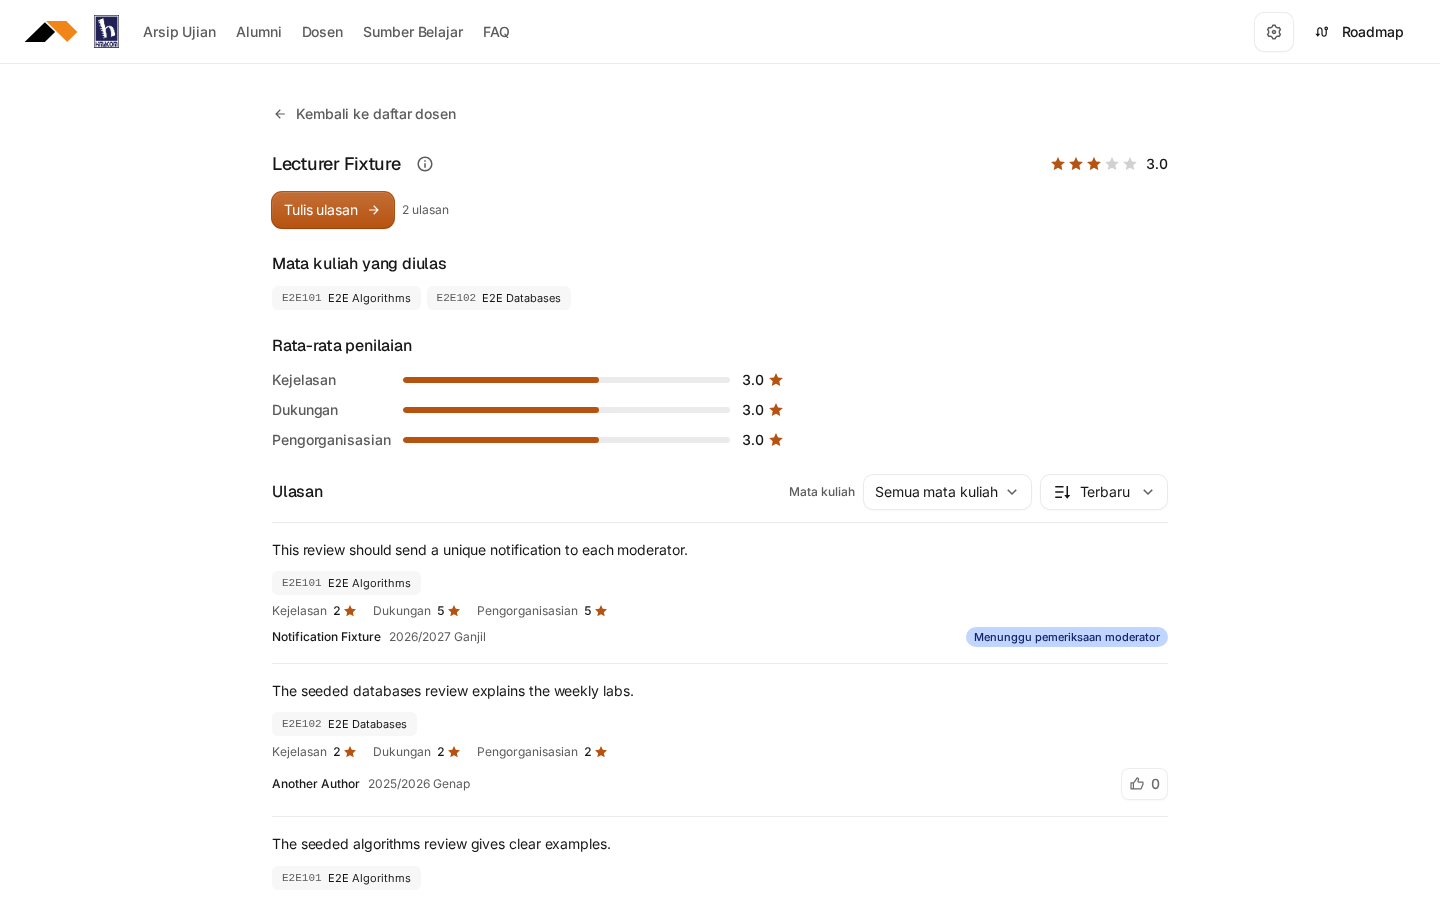 HIMAKOM
Arsip Ujian
Alumni
Dosen
Sumber Belajar
FAQ
Roadmap
Kembali ke daftar dosen
Lecturer Fixture
3.0
Tulis ulasan
2 ulasan
Mata kuliah yang diulas
E2E101 E2E Algorithms
E2E102 E2E Databases
Rata-rata penilaian
Kejelasan 3.0
Dukungan 3.0
Pengorganisasian 3.0
Ulasan
Mata kuliah
Semua mata kuliah
Terbaru
This review should send a unique notification to each moderator.
E2E101 E2E Algorithms
Kejelasan 2 Dukungan 5 Pengorganisasian 5
Notification Fixture 2026/2027 Ganjil
Menunggu pemeriksaan moderator
The seeded databases review explains the weekly labs.
E2E102 E2E Databases
Kejelasan 2 Dukungan 2 Pengorganisasian 2
Another Author 2025/2026 Genap
0
The seeded algorithms review gives clear examples.
E2E101 E2E Algorithms